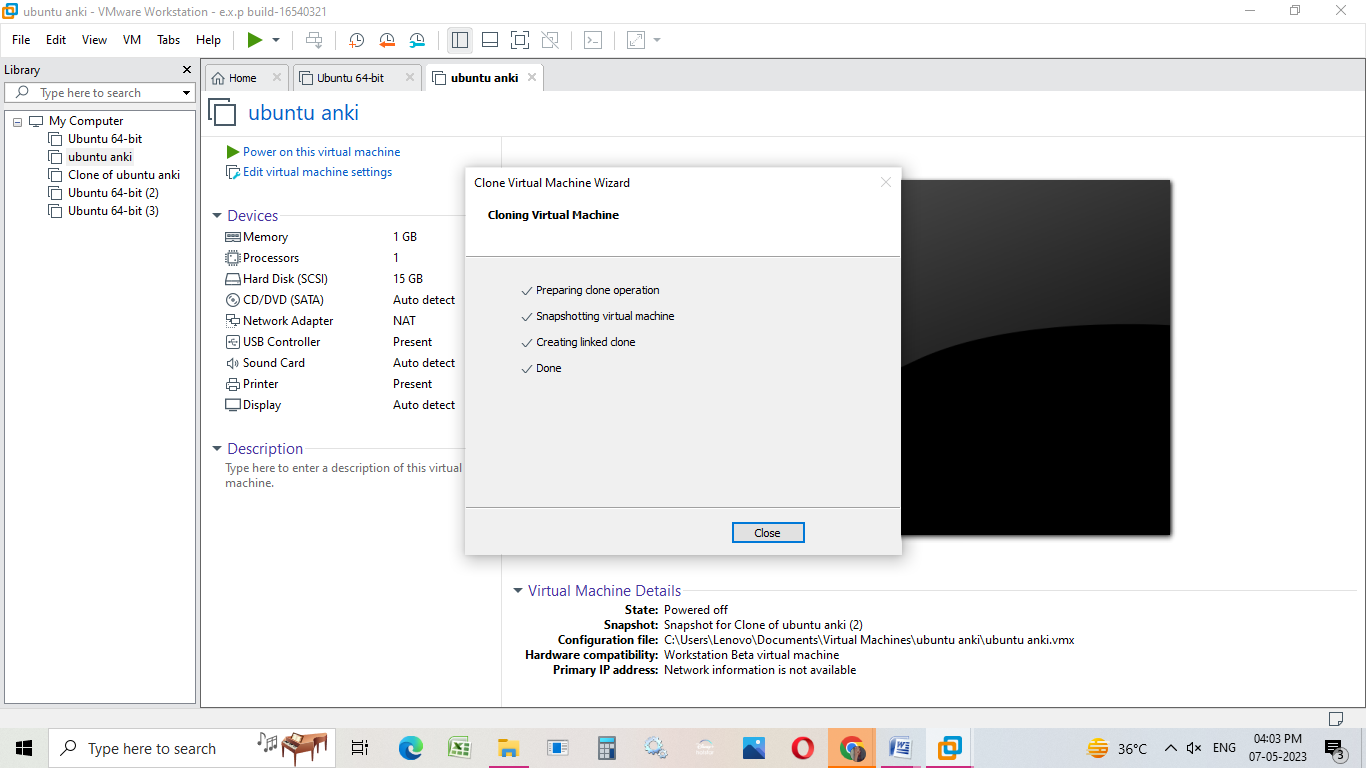 ubuntu anki - VMware Workstation - e.x.p build-16540321
File Edit View VM Tabs Help
Library
Type here to search
My Computer
Ubuntu 64-bit
ubuntu anki
Clone of ubuntu anki
Ubuntu 64-bit (2)
Ubuntu 64-bit (3)
Home Ubuntu 64-bit ubuntu anki
ubuntu anki
Power on this virtual machine
Edit virtual machine settings
Devices
Memory 1 GB
Processors 1
Hard Disk (SCSI) 15 GB
CD/DVD (SATA) Auto detect
Network Adapter NAT
USB Controller Present
Sound Card Auto detect
Printer Present
Display Auto detect
Description
Type here to enter a description of this virtual
machine.
Clone Virtual Machine Wizard
Cloning Virtual Machine
Preparing clone operation
Snapshotting virtual machine
Creating linked clone
Done
Close
Virtual Machine Details
State: Powered off
Snapshot: Snapshot for Clone of ubuntu anki (2)
Configuration file: C:\Users\Lenovo\Documents\Virtual Machines\ubuntu anki\ubuntu anki.vmx
Hardware compatibility: Workstation Beta virtual machine
Primary IP address: Network information is not available
Type here to search
36°C
ENG
04:03 PM
07-05-2023
3